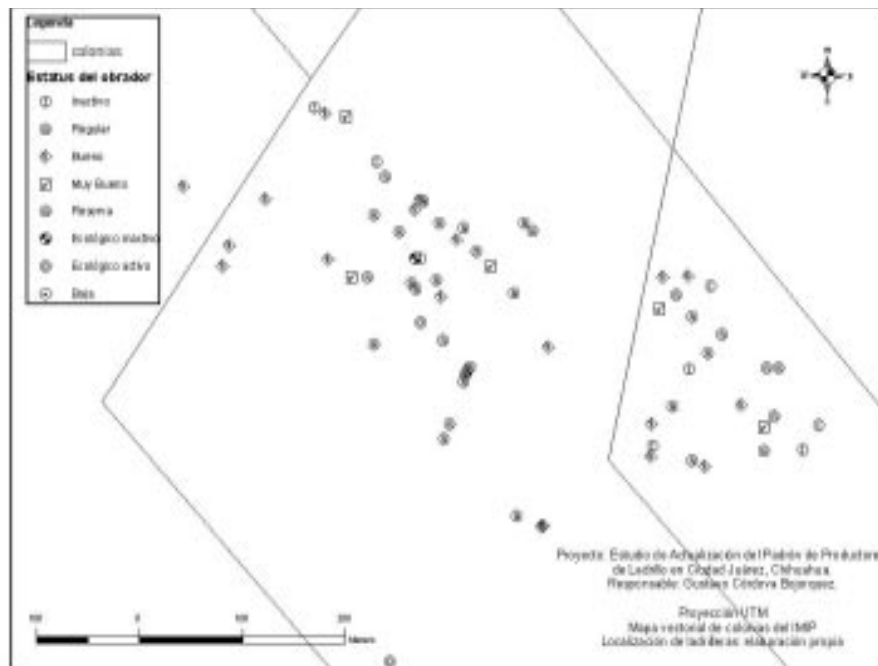 Leyenda
colonias
Estatus del obrador
Inactivo
Regular
Bueno
Muy Bueno
Reserva
Ecológico inactivo
Ecológico activo
N
100 0 100 200
Proyecto: Estudio de Actualización del Padrón de Productores
de Ladrillo en Ciudad Juárez, Chihuahua.
Responsable: Gustavo Córdova Bojorquez.
Proyección UTM
Mapa vectorial de colonias del IMIP
Localización de ladrilleras: elaboración propia